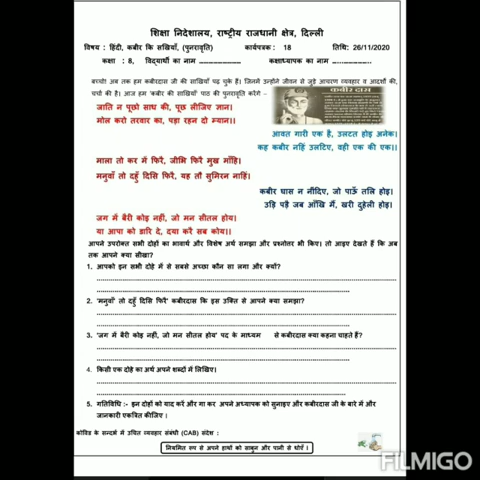 शिक्षा निदेशालय, राष्ट्रीय राजधानी क्षेत्र, दिल्ली
विषय : हिंदी, कबीर कि सखियाँ, (पुनरावृति) कार्यपत्रक : 18 तिथि: 26/11/2020
कक्षा : 8, विद्यार्थी का नाम ........................ कक्षाध्यापक का नाम ........................
बच्चों! अब तक हम कबीरदास जी की साखियाँ पढ़ चुके हैं। जिनमें उन्होंने जीवन से जुड़े आचरण व्यवहार व आदर्शों की,
चर्चा की है। आज हम 'कबीर की साखियाँ' पाठ की पुनरावृति करेंगे –
कबीर दास
जाति न पूछो साध की, पूछ लीजिए ज्ञान।
मोल करो तरवार का, पड़ा रहन दो म्यान।।
आवत गारी एक है, उलटत होइ अनेक।
कह कबीर नहिं उलटिए, वही एक की एक।।
माला तो कर में फिरै, जीभि फिरै मुख माँहि।
मनुवाँ तो दहुँ दिसि फिरै, यह तौ सुमिरन नाहिं।
कबीर घास न नीदिए, जो पाऊँ तलि होइ।
उड़ि पड़ै जब आँखि में, खरी दुहेली होइ।
जग में बैरी कोइ नहीं, जो मन सीतल होय।
या आपा को डारि दे, दया करै सब कोय।।
आपने उपरोक्त सभी दोहों का भावार्थ और विशेष अर्थ समझा और प्रश्नोत्तर भी किए। तो आइए देखते हैं कि अब
तक आपने क्या सीखा?
1. आपको इन सभी दोहे में से सबसे अच्छा कौन सा लगा और क्यों?
2. 'मनुवाँ तो दहुँ दिसि फिरै' कबीरदास कि इस उक्ति से आपने क्या समझा?
3. 'जग में बैरी कोइ नहीं, जो मन सीतल होय' पद के माध्यम से कबीरदास क्या कहना चाहते हैं?
4. किसी एक दोहे का अर्थ अपने शब्दों में लिखिए।
5. गतिविधि :- इन दोहों को याद करें और गा कर अपने अध्यापक को सुनाइए और कबीरदास जी के बारे में और
जानकारी एकत्रित कीजिए ।
कोविड के सन्दर्भ में उचित व्यवहार संबंधी (CAB) संदेश :
नियमित रूप से अपने हाथों को साबुन और पानी से धोएँ ।
FILMIGO